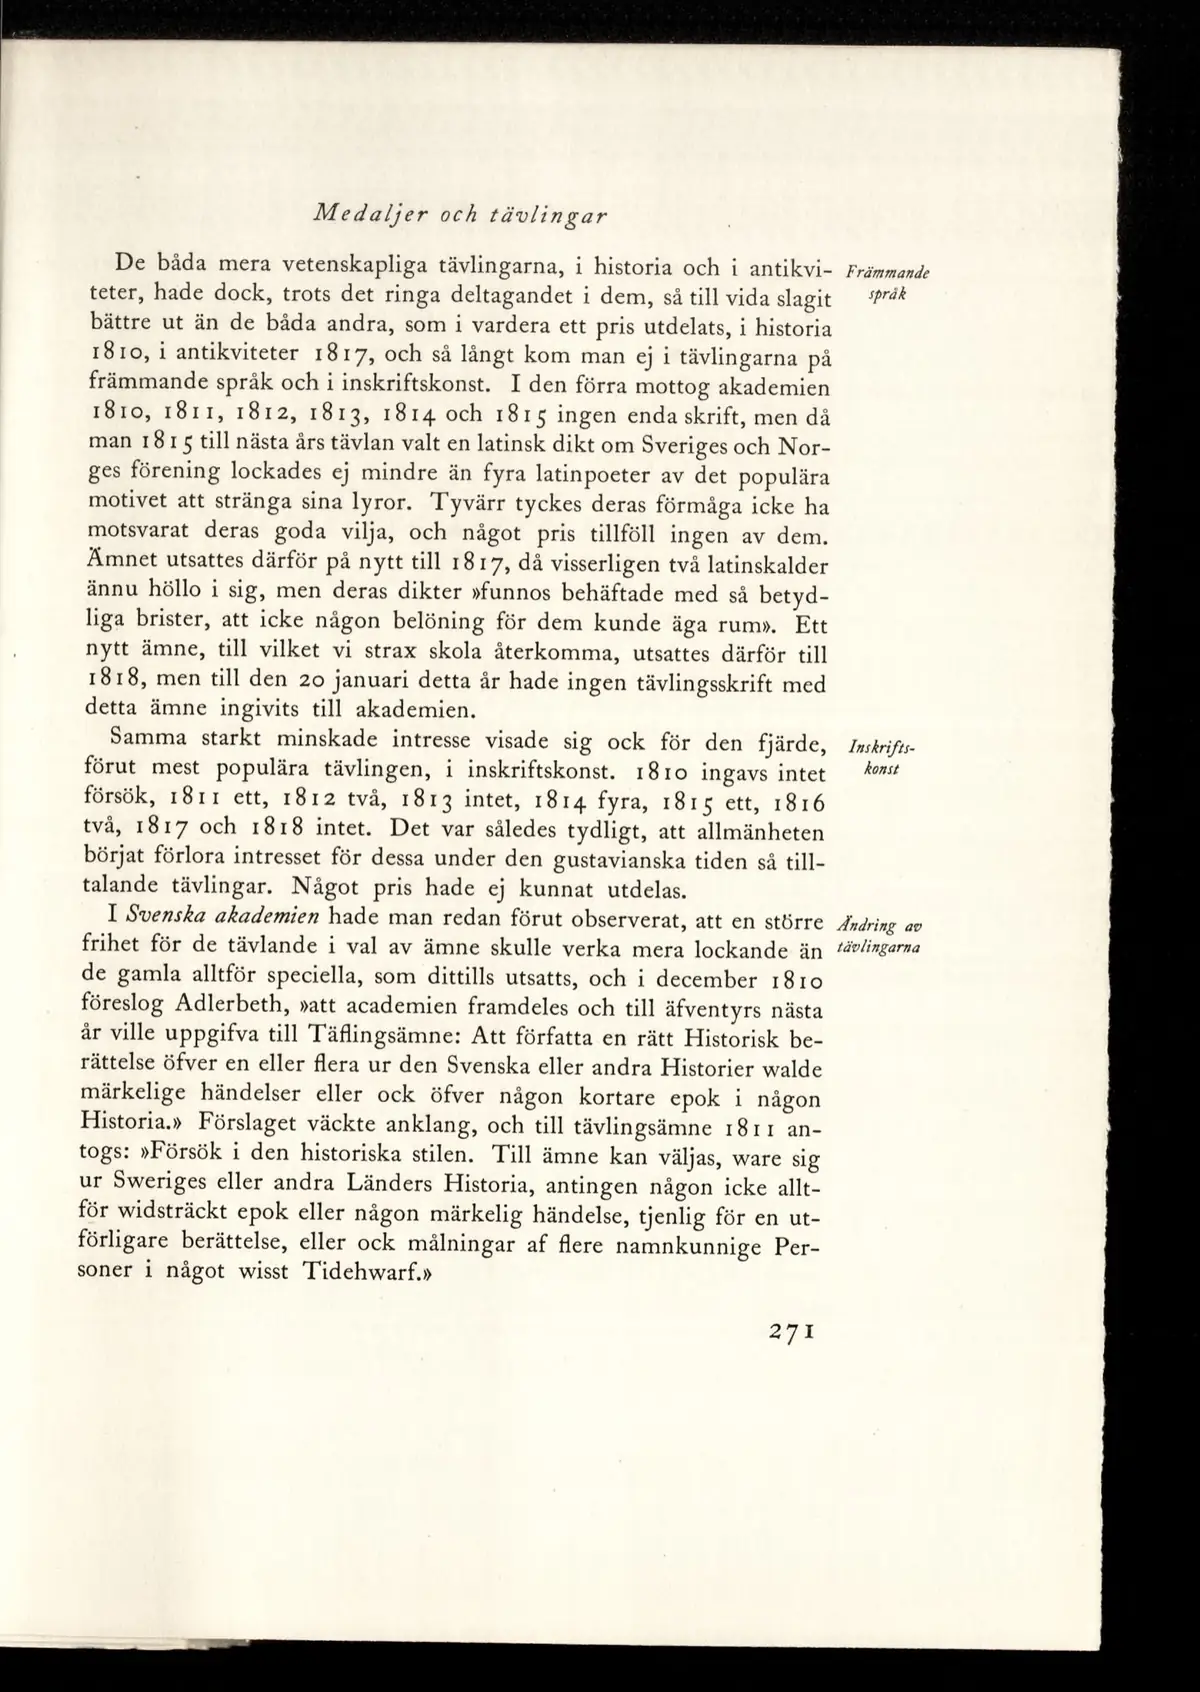 Medaljer och tävlingar
De båda mera vetenskapliga tävlingarna, i historia och i antikvi-
teter, hade dock, trots det ringa deltagandet i dem, så till vida slagit
bättre ut än de båda andra, som i vardera ett pris utdelats, i historia
1810, i antikviteter 1817, och så långt kom man ej i tävlingarna på
främmande språk och i inskriftskonst. I den förra mottog akademien
1810, 1811, 1812, 1813, 1814 och 1815 ingen enda skrift, men då
man 1815 till nästa års tävlan valt en latinsk dikt om Sveriges och Nor-
ges förening lockades ej mindre än fyra latinpoeter av det populära
motivet att stränga sina lyror. Tyvärr tyckes deras förmåga icke ha
motsvarat deras goda vilja, och något pris tillföll ingen av dem.
Ämnet utsattes därför på nytt till 1817, då visserligen två latinskalder
ännu höllo i sig, men deras dikter »funnos behäftade med så betyd-
liga brister, att icke någon belöning för dem kunde äga rum». Ett
nytt ämne, till vilket vi strax skola återkomma, utsattes därför till
1818, men till den 20 januari detta år hade ingen tävlingsskrift med
detta ämne ingivits till akademien.
Främmande
språk
Samma starkt minskade intresse visade sig ock för den fjärde,
förut mest populära tävlingen, i inskriftskonst. 1810 ingavs intet
försök, 1811 ett, 1812 två, 1813 intet, 1814 fyra, 1815 ett, 1816
två, 1817 och 1818 intet. Det var således tydligt, att allmänheten
börjat förlora intresset för dessa under den gustavianska tiden så till-
talande tävlingar. Något pris hade ej kunnat utdelas.
Inskrifts-
konst
I Svenska akademien hade man redan förut observerat, att en större
frihet för de tävlande i val av ämne skulle verka mera lockande än
de gamla alltför speciella, som dittills utsatts, och i december 1810
föreslog Adlerbeth, »att academien framdeles och till äfventyrs nästa
år ville uppgifva till Täflingsämne: Att författa en rätt Historisk be-
rättelse öfver en eller flera ur den Svenska eller andra Historier walde
märkelige händelser eller ock öfver någon kortare epok i någon
Historia.» Förslaget väckte anklang, och till tävlingsämne 1811 an-
togs: »Försök i den historiska stilen. Till ämne kan väljas, ware sig
ur Sweriges eller andra Länders Historia, antingen någon icke allt-
för widsträckt epok eller någon märkelig händelse, tjenlig för en ut-
förligare berättelse, eller ock målningar af flere namnkunnige Per-
soner i något wisst Tidehwarf.»
Ändring av
tävlingarna
271